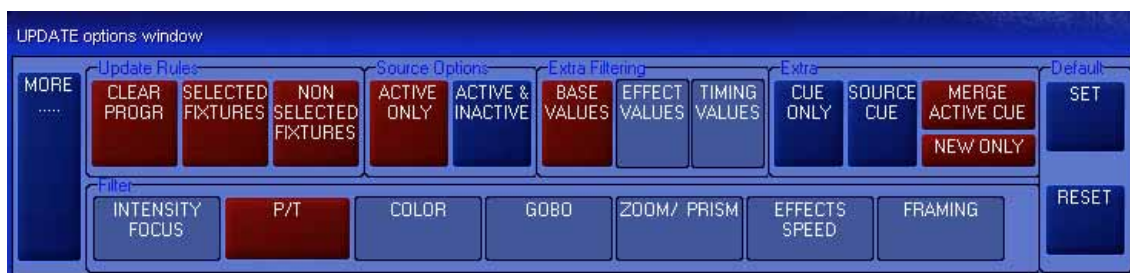 UPDATE options window
Update Rules
Source Options
Extra Filtering
Extra
Default
MORE
.....
CLEAR
PROGR
SELECTED
FIXTURES
NON
SELECTED
FIXTURES
ACTIVE
ONLY
ACTIVE &
INACTIVE
BASE
VALUES
EFFECT
VALUES
TIMING
VALUES
CUE
ONLY
SOURCE
CUE
MERGE
ACTIVE CUE
NEW ONLY
SET
Filter
INTENSITY
FOCUS
P/T
COLOR
GOBO
ZOOM/ PRISM
EFFECTS
SPEED
FRAMING
RESET